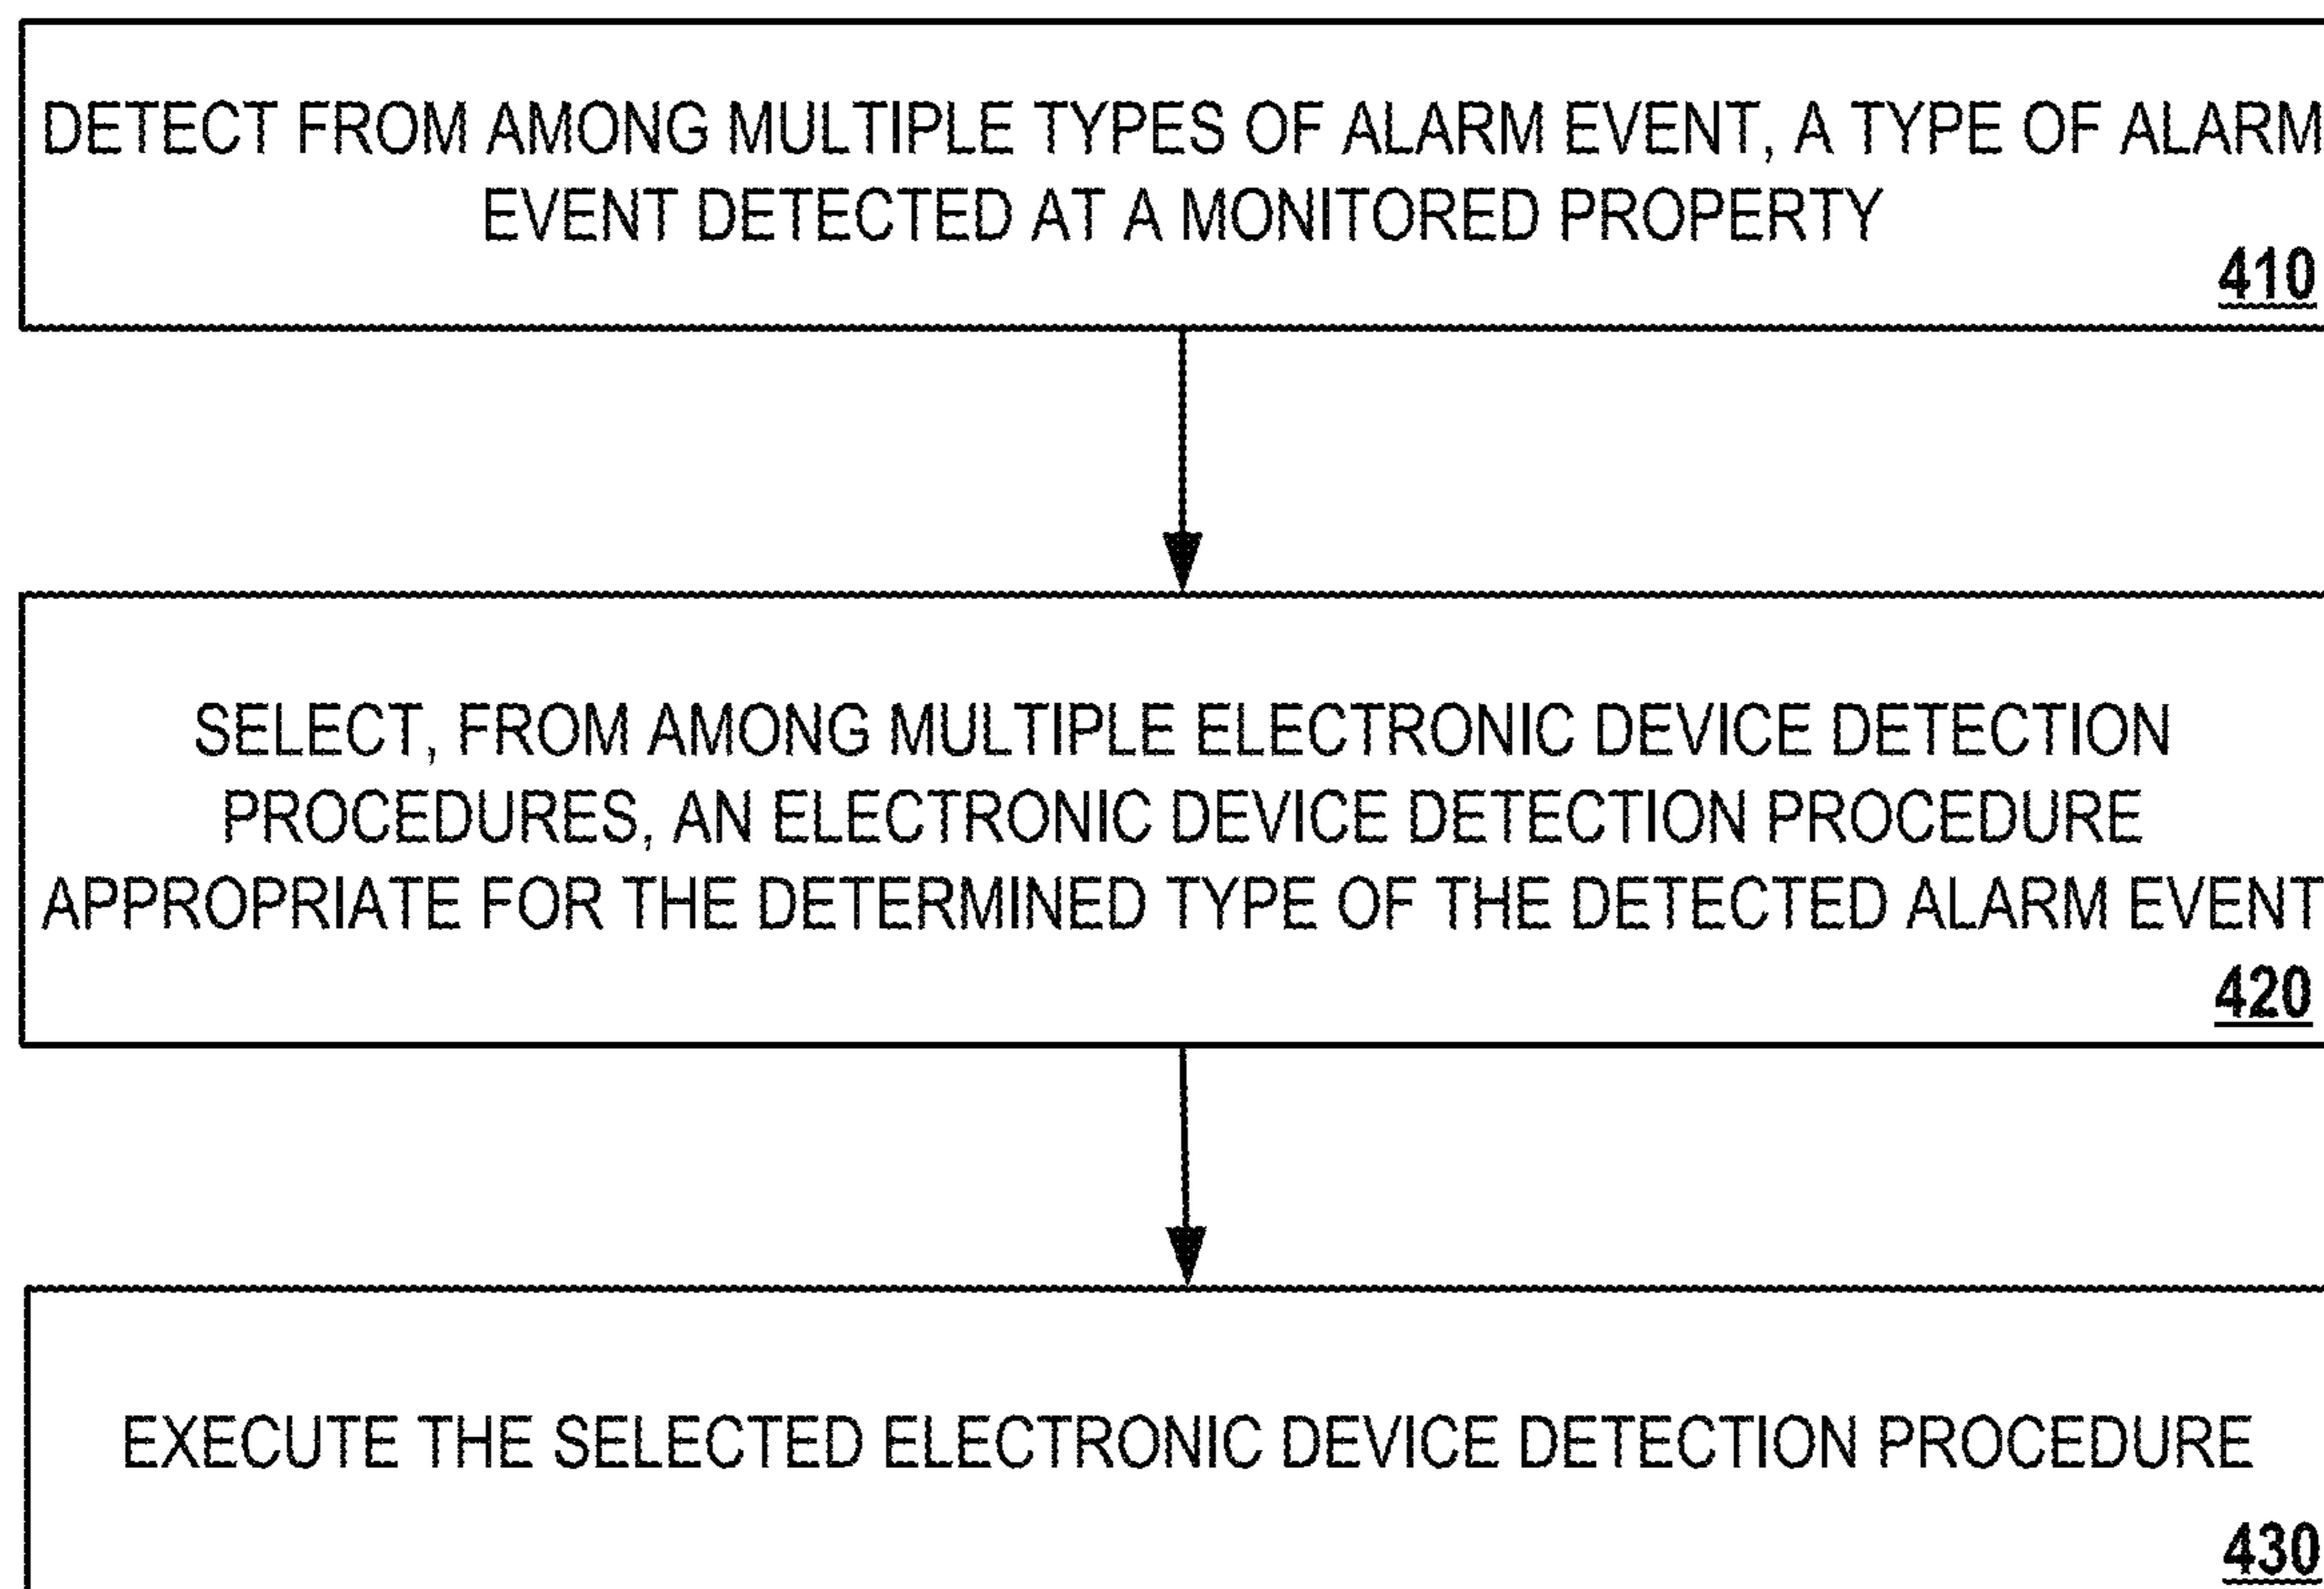 DETECT FROM AMONG MULTIPLE TYPES OF ALARM EVENT, A TYPE OF ALARM
EVENT DETECTED AT A MONITORED PROPERTY
410
SELECT, FROM AMONG MULTIPLE ELECTRONIC DEVICE DETECTION
PROCEDURES, AN ELECTRONIC DEVICE DETECTION PROCEDURE
APPROPRIATE FOR THE DETERMINED TYPE OF THE DETECTED ALARM EVENT
420
EXECUTE THE SELECTED ELECTRONIC DEVICE DETECTION PROCEDURE
430